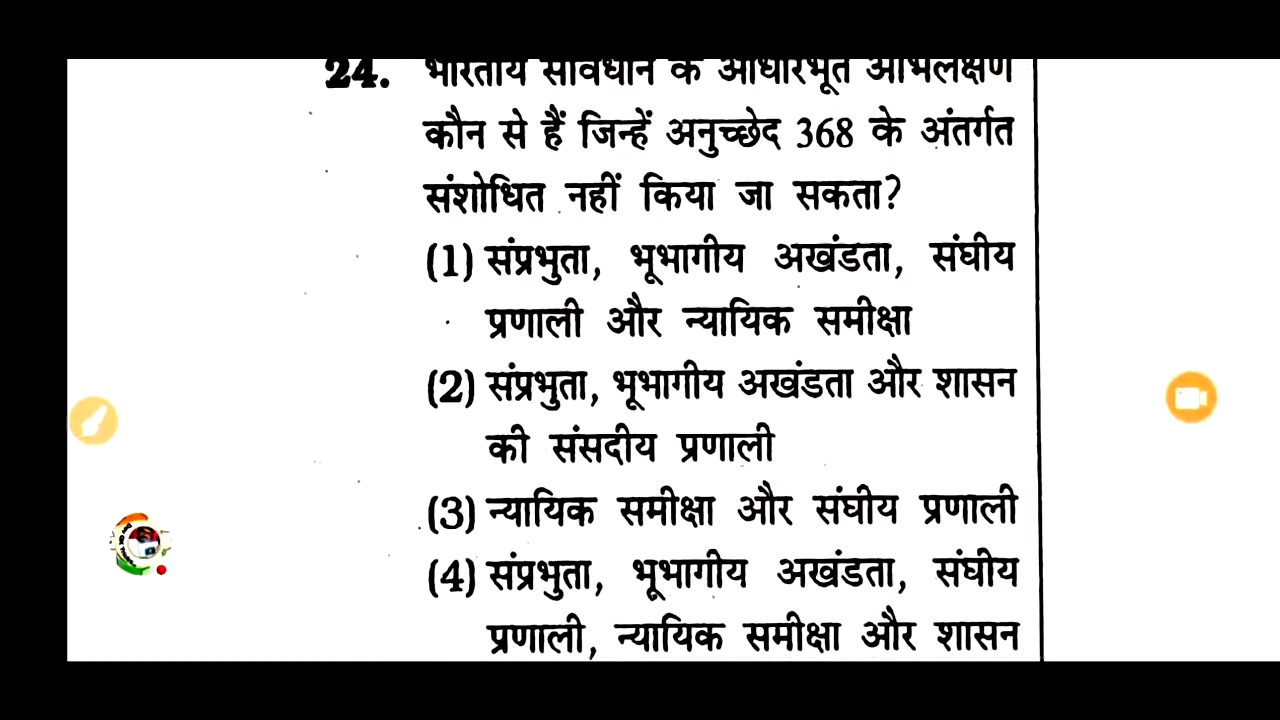 24. भारतीय संविधान के आधारभूत अभिलक्षण
कौन से हैं जिन्हें अनुच्छेद 368 के अंतर्गत
संशोधित नहीं किया जा सकता?
(1) संप्रभुता, भूभागीय अखंडता, संघीय
प्रणाली और न्यायिक समीक्षा
(2) संप्रभुता, भूभागीय अखंडता और शासन
की संसदीय प्रणाली
(3) न्यायिक समीक्षा और संघीय प्रणाली
(4) संप्रभुता, भूभागीय अखंडता, संघीय
प्रणाली, न्यायिक समीक्षा और शासन